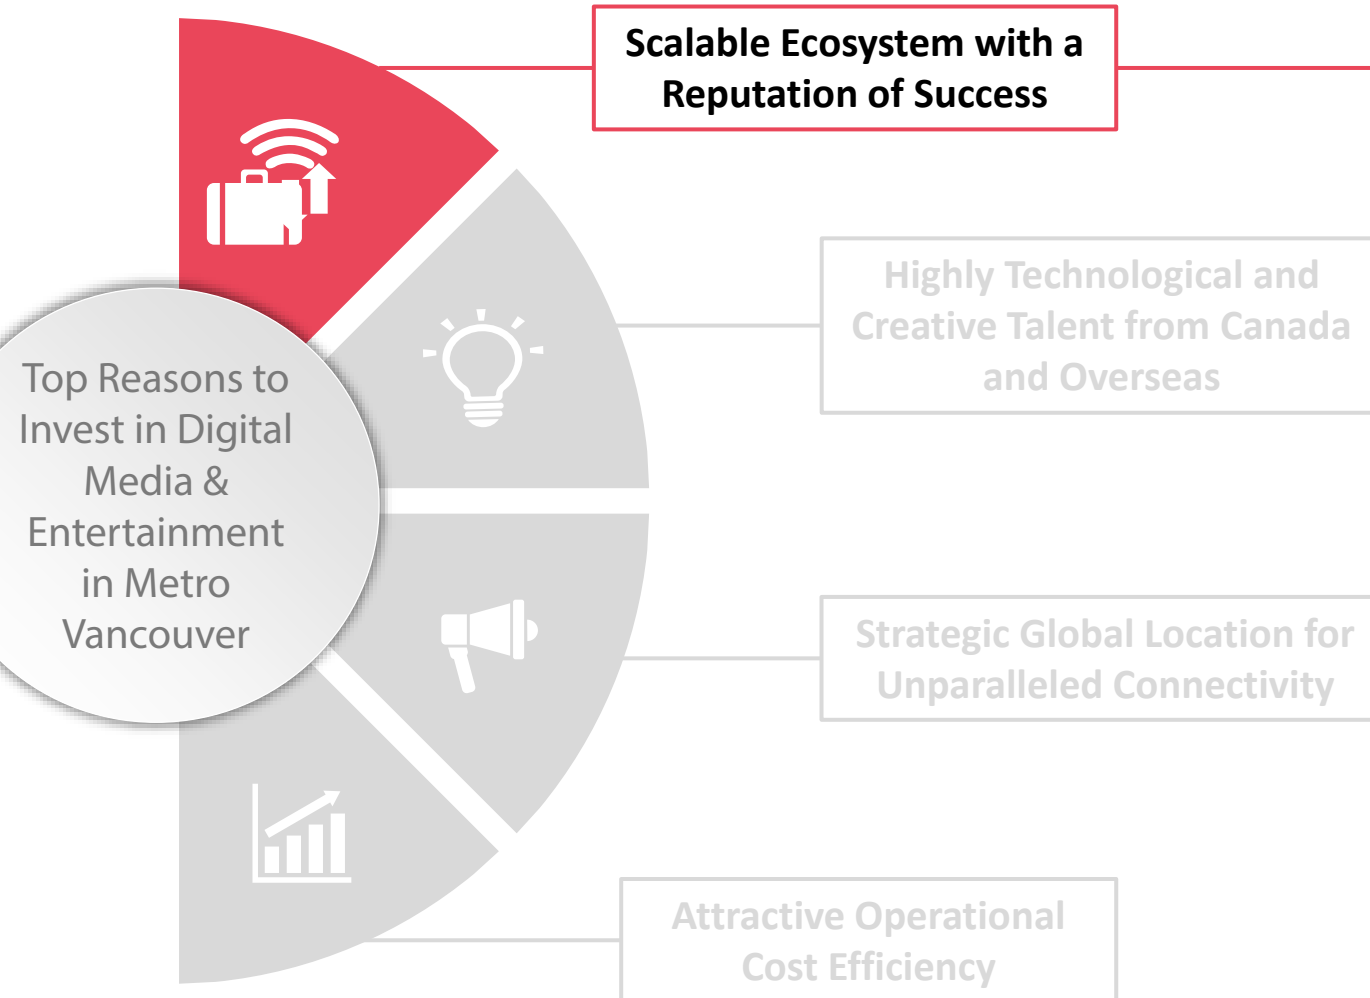 Scalable Ecosystem with a
Reputation of Success
Highly Technological and
Creative Talent from Canada
and Overseas
Top Reasons to
Invest in Digital
Media &
Entertainment
in Metro
Vancouver
Strategic Global Location for
Unparalleled Connectivity
Attractive Operational
Cost Efficiency